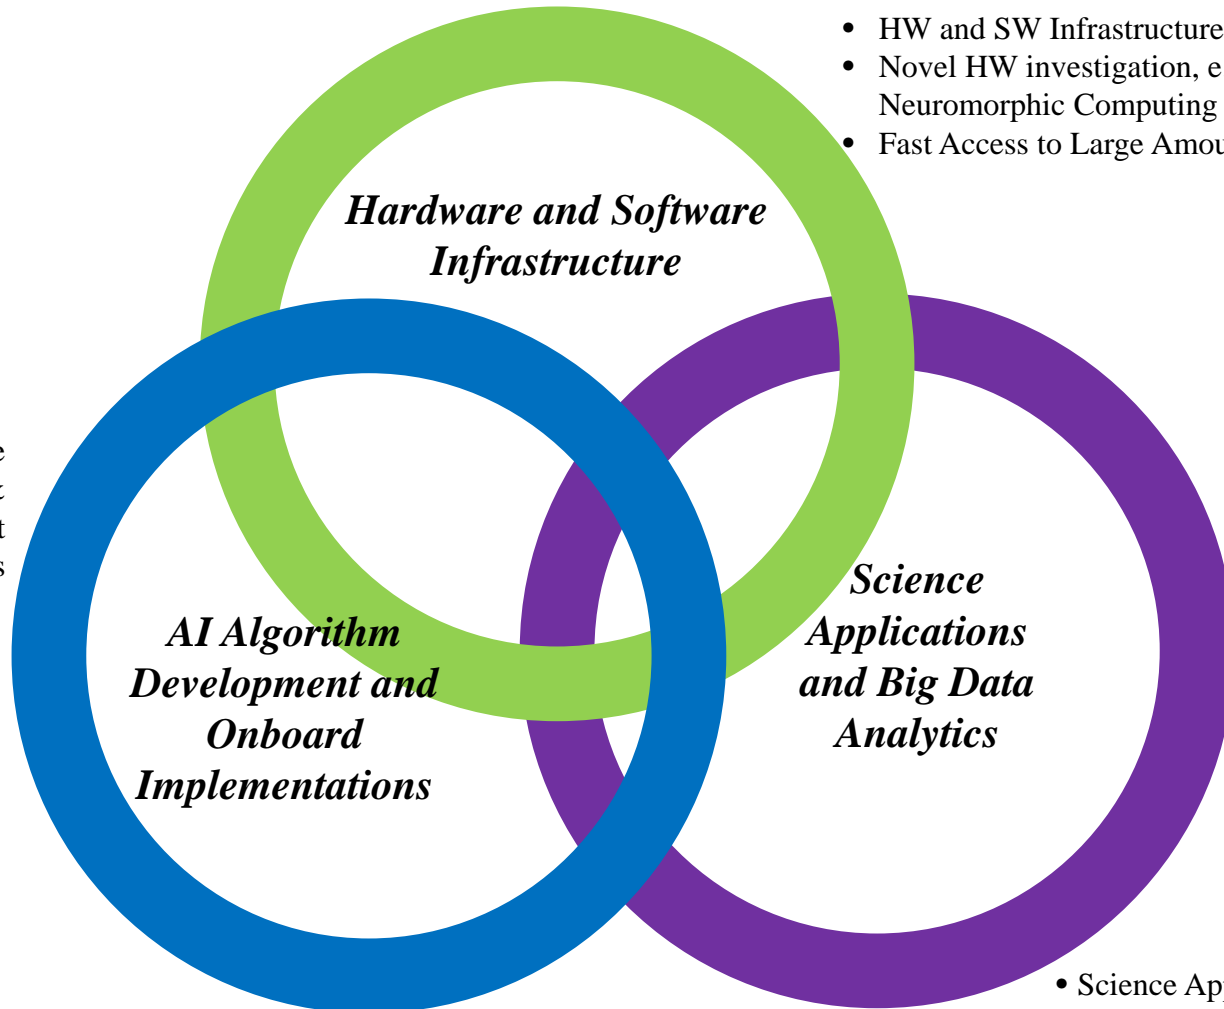 • HW and SW Infrastructure
• Novel HW investigation, e
Neuromorphic Computing
• Fast Access to Large Amou
Hardware and Software
Infrastructure
e
t
s
AI Algorithm
Development and
Onboard
Implementations
Science
Applications
and Big Data
Analytics
• Science App